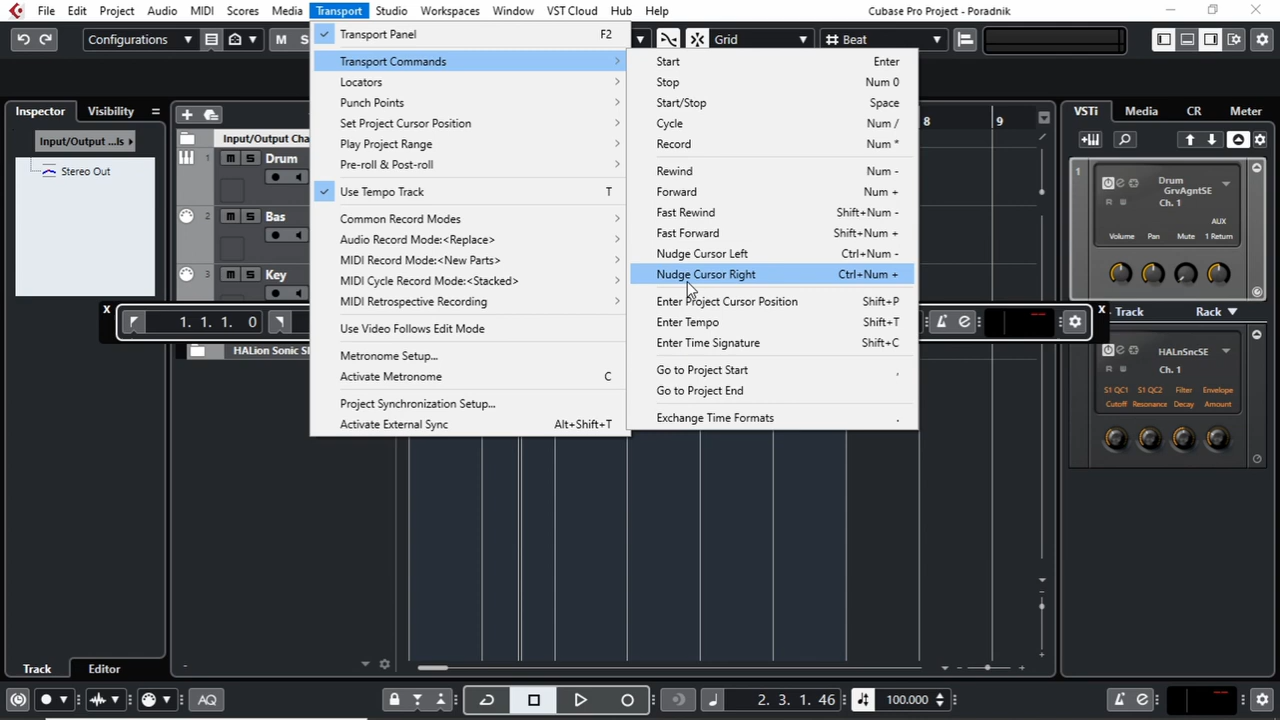 File Edit Project Audio MIDI Scores Media Transport Studio Workspaces Window VST Cloud Hub Help Cubase Pro Project - Poradnik
Configurations M S Grid Beat
Transport Panel F2
Transport Commands
Locators
Punch Points
Set Project Cursor Position
Play Project Range
Pre-roll & Post-roll
Use Tempo Track T
Common Record Modes
Audio Record Mode:<Replace>
MIDI Record Mode:<New Parts>
MIDI Cycle Record Mode:<Stacked>
MIDI Retrospective Recording
Use Video Follows Edit Mode
Metronome Setup...
Activate Metronome C
Project Synchronization Setup...
Activate External Sync Alt+Shift+T
Start Enter
Stop Num 0
Start/Stop Space
Cycle Num /
Record Num *
Rewind Num -
Forward Num +
Fast Rewind Shift+Num -
Fast Forward Shift+Num +
Nudge Cursor Left Ctrl+Num -
Nudge Cursor Right Ctrl+Num +
Enter Project Cursor Position Shift+P
Enter Tempo Shift+T
Enter Time Signature Shift+C
Go to Project Start ,
Go to Project End
Exchange Time Formats .
Inspector Visibility
Input/Output ...ls
Stereo Out
Input/Output Cha
1 m S Drum
2 m S Bas
3 m S Key
X 1. 1. 1. 0 X
HALion Sonic S
8 9
VSTi Media CR Meter
1 Drum
GrvAgntSE
R Ch. 1
AUX
Volume Pan Mute 1 Return
Track Rack
HALnSncSE
R Ch. 1
S1 QC1 S1 QC2 Filter Envelope
Cutoff Resonance Decay Amount
Track Editor
AQ 2. 3. 1. 46 100.000